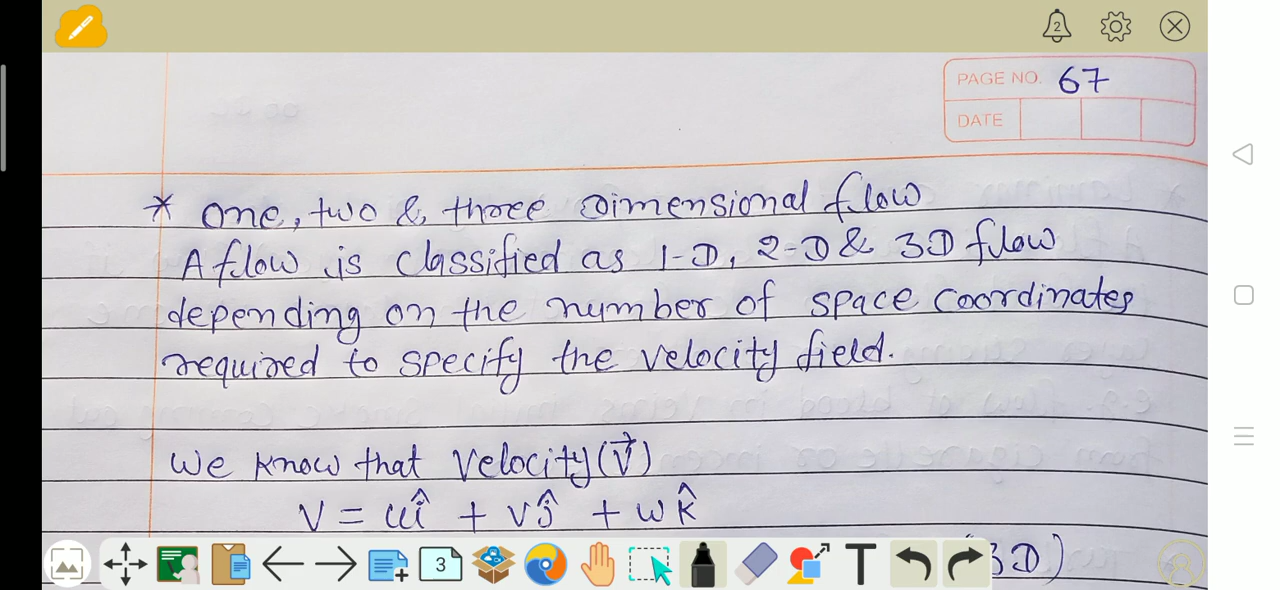 2
PAGE NO. 67
DATE
* One, two & three Dimensional flow
A flow is classified as 1-D, 2-D & 3D flow
depending on the number of space coordinates
required to specify the velocity field.
We know that Velocity (V⃗)
V = uî + vĵ + wk̂
3D)
3
T